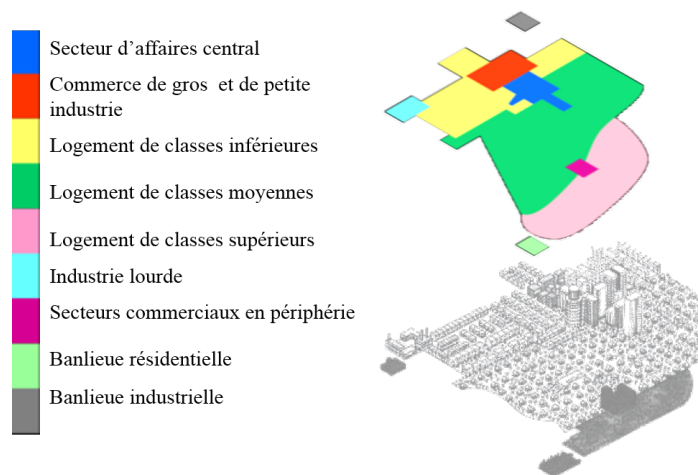 Secteur d’affaires central
Commerce de gros et de petite
industrie
Logement de classes inférieures
Logement de classes moyennes
Logement de classes supérieurs
Industrie lourde
Secteurs commerciaux en périphérie
Banlieue résidentielle
Banlieue industrielle